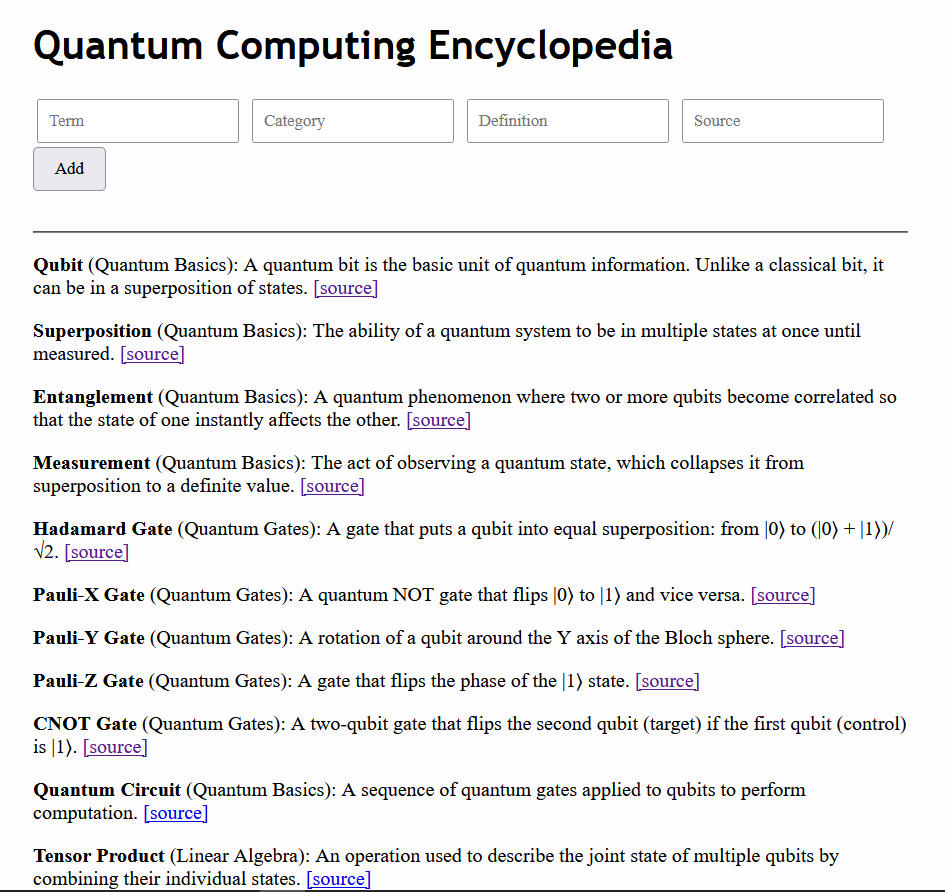 Quantum Computing Encyclopedia
Term Category Definition Source
Add
Qubit (Quantum Basics): A quantum bit is the basic unit of quantum information. Unlike a classical bit, it
can be in a superposition of states. [source]
Superposition (Quantum Basics): The ability of a quantum system to be in multiple states at once until
measured. [source]
Entanglement (Quantum Basics): A quantum phenomenon where two or more qubits become correlated so
that the state of one instantly affects the other. [source]
Measurement (Quantum Basics): The act of observing a quantum state, which collapses it from
superposition to a definite value. [source]
Hadamard Gate (Quantum Gates): A gate that puts a qubit into equal superposition: from |0⟩ to (|0⟩ + |1⟩)/
√2. [source]
Pauli-X Gate (Quantum Gates): A quantum NOT gate that flips |0⟩ to |1⟩ and vice versa. [source]
Pauli-Y Gate (Quantum Gates): A rotation of a qubit around the Y axis of the Bloch sphere. [source]
Pauli-Z Gate (Quantum Gates): A gate that flips the phase of the |1⟩ state. [source]
CNOT Gate (Quantum Gates): A two-qubit gate that flips the second qubit (target) if the first qubit (control)
is |1⟩. [source]
Quantum Circuit (Quantum Basics): A sequence of quantum gates applied to qubits to perform
computation. [source]
Tensor Product (Linear Algebra): An operation used to describe the joint state of multiple qubits by
combining their individual states. [source]